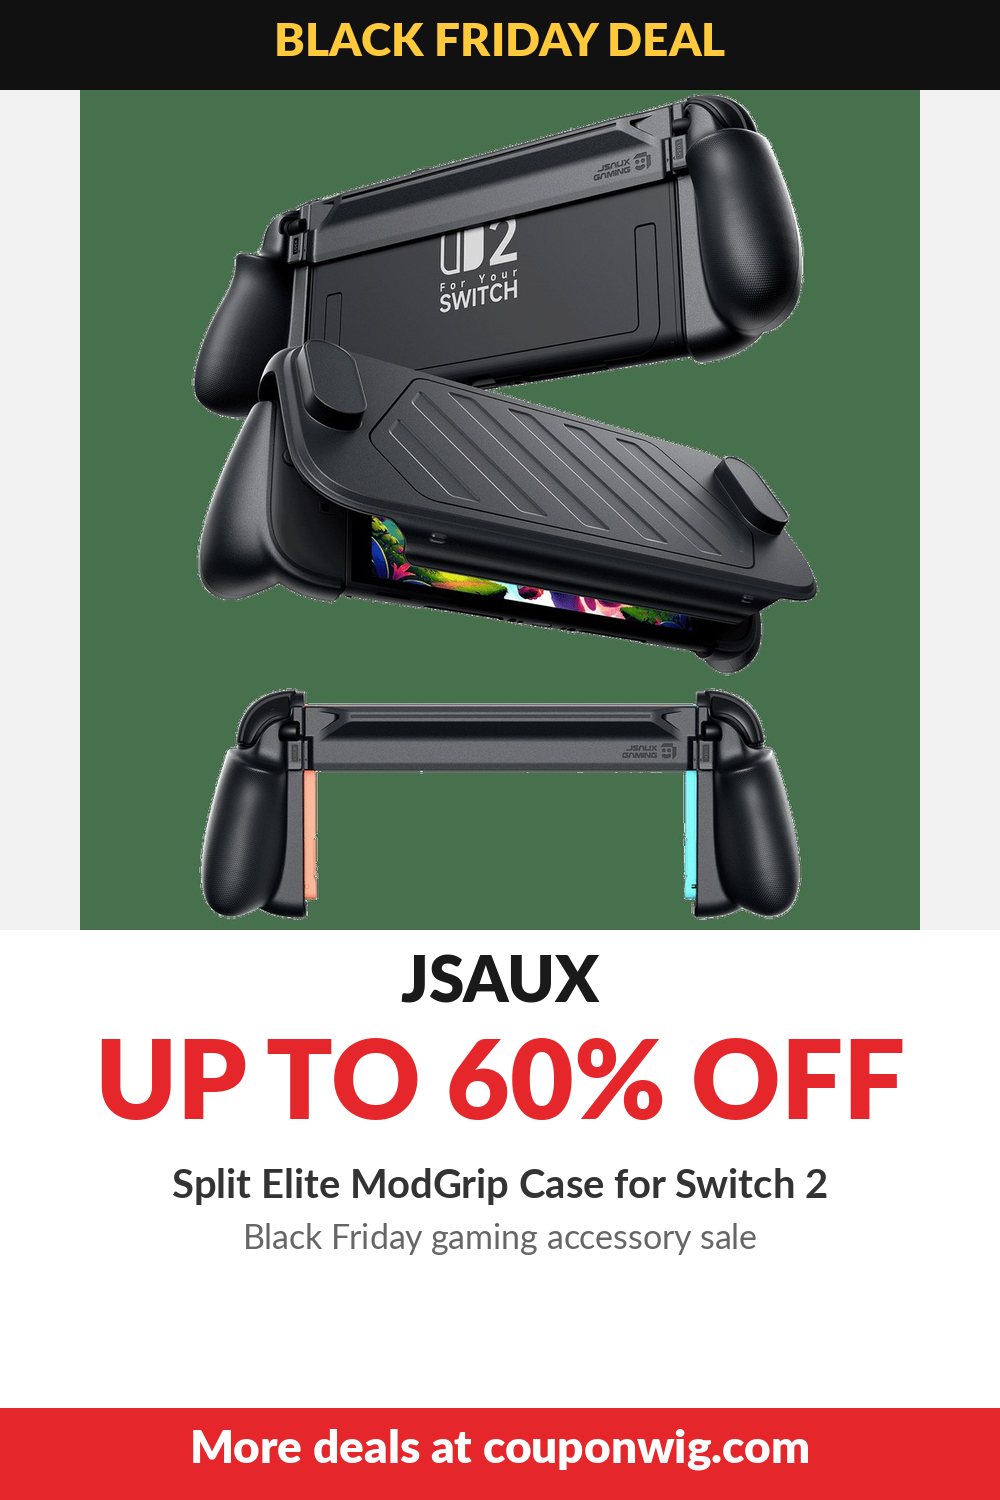 BLACK FRIDAY DEAL
JSAUX
GAMING
2
For Your
SWITCH
JSAUX
GAMING
JSAUX
UP TO 60% OFF
Split Elite ModGrip Case for Switch 2
Black Friday gaming accessory sale
More deals at couponwig.com